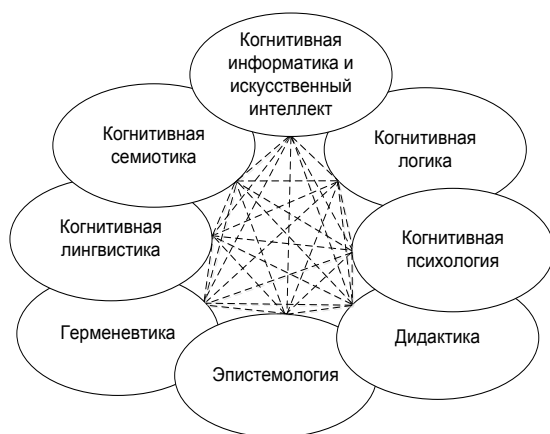 Когнитивная
информатика и
искусственный
интеллект
Когнитивная
семиотика
Когнитивная
логика
Когнитивная
лингвистика
Когнитивная
психология
Герменевтика
Дидактика
Эпистемология